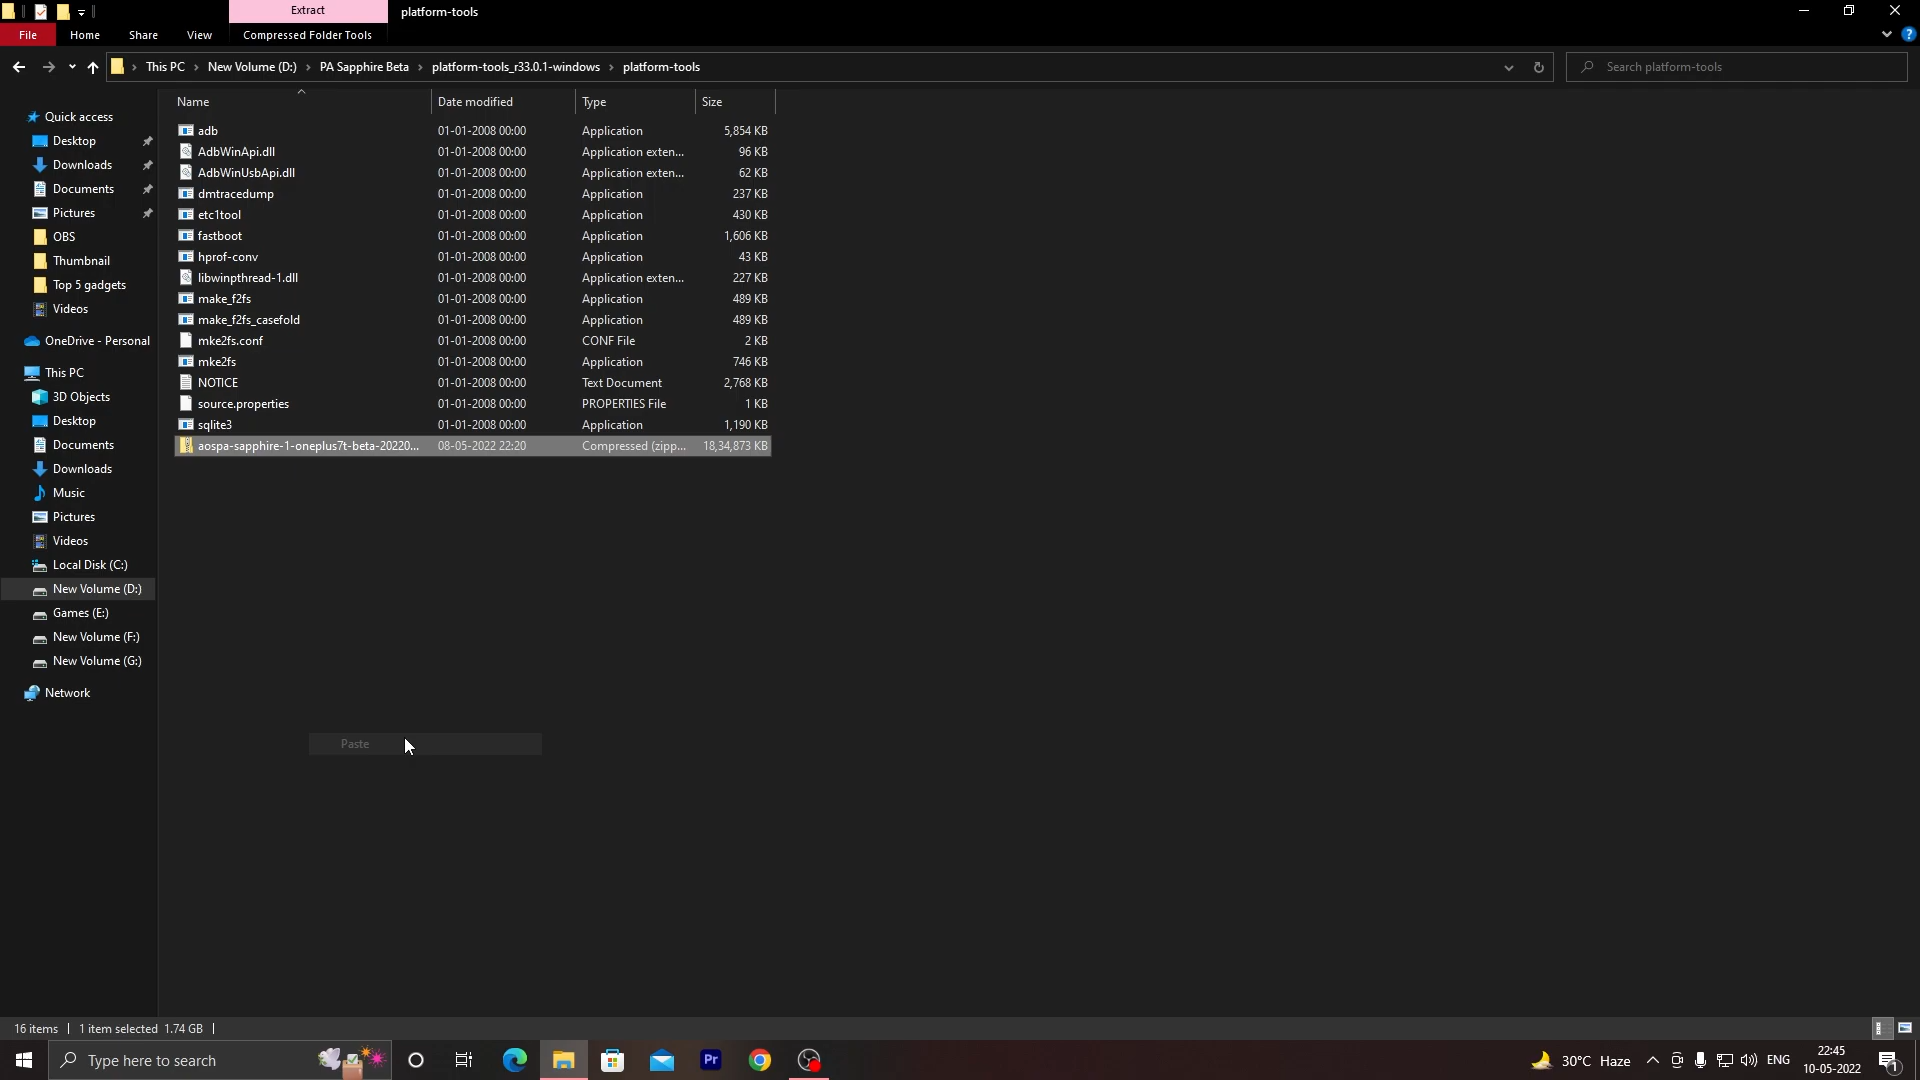 Extract
platform-tools
File
Home
Share
View
Compressed Folder Tools
This PC > New Volume (D:) > PA Sapphire Beta > platform-tools_r33.0.1-windows > platform-tools
Search platform-tools
Name Date modified Type Size
adb 01-01-2008 00:00 Application 5,854 KB
AdbWinApi.dll 01-01-2008 00:00 Application exten... 96 KB
AdbWinUsbApi.dll 01-01-2008 00:00 Application exten... 62 KB
dmtracedump 01-01-2008 00:00 Application 237 KB
etc1tool 01-01-2008 00:00 Application 430 KB
fastboot 01-01-2008 00:00 Application 1,606 KB
hprof-conv 01-01-2008 00:00 Application 43 KB
libwinpthread-1.dll 01-01-2008 00:00 Application exten... 227 KB
make_f2fs 01-01-2008 00:00 Application 489 KB
make_f2fs_casefold 01-01-2008 00:00 Application 489 KB
mke2fs.conf 01-01-2008 00:00 CONF File 2 KB
mke2fs 01-01-2008 00:00 Application 746 KB
NOTICE 01-01-2008 00:00 Text Document 2,768 KB
source.properties 01-01-2008 00:00 PROPERTIES File 1 KB
sqlite3 01-01-2008 00:00 Application 1,190 KB
aospa-sapphire-1-oneplus7t-beta-20220... 08-05-2022 22:20 Compressed (zipp... 18,34,873 KB
Quick access
Desktop
Downloads
Documents
Pictures
OBS
Thumbnail
Top 5 gadgets
Videos
OneDrive - Personal
This PC
3D Objects
Desktop
Documents
Downloads
Music
Pictures
Videos
Local Disk (C:)
New Volume (D:)
Games (E:)
New Volume (F:)
New Volume (G:)
Network
Paste
16 items
1 item selected 1.74 GB
Type here to search
Pr
30°C Haze
ENG
22:45
10-05-2022
1